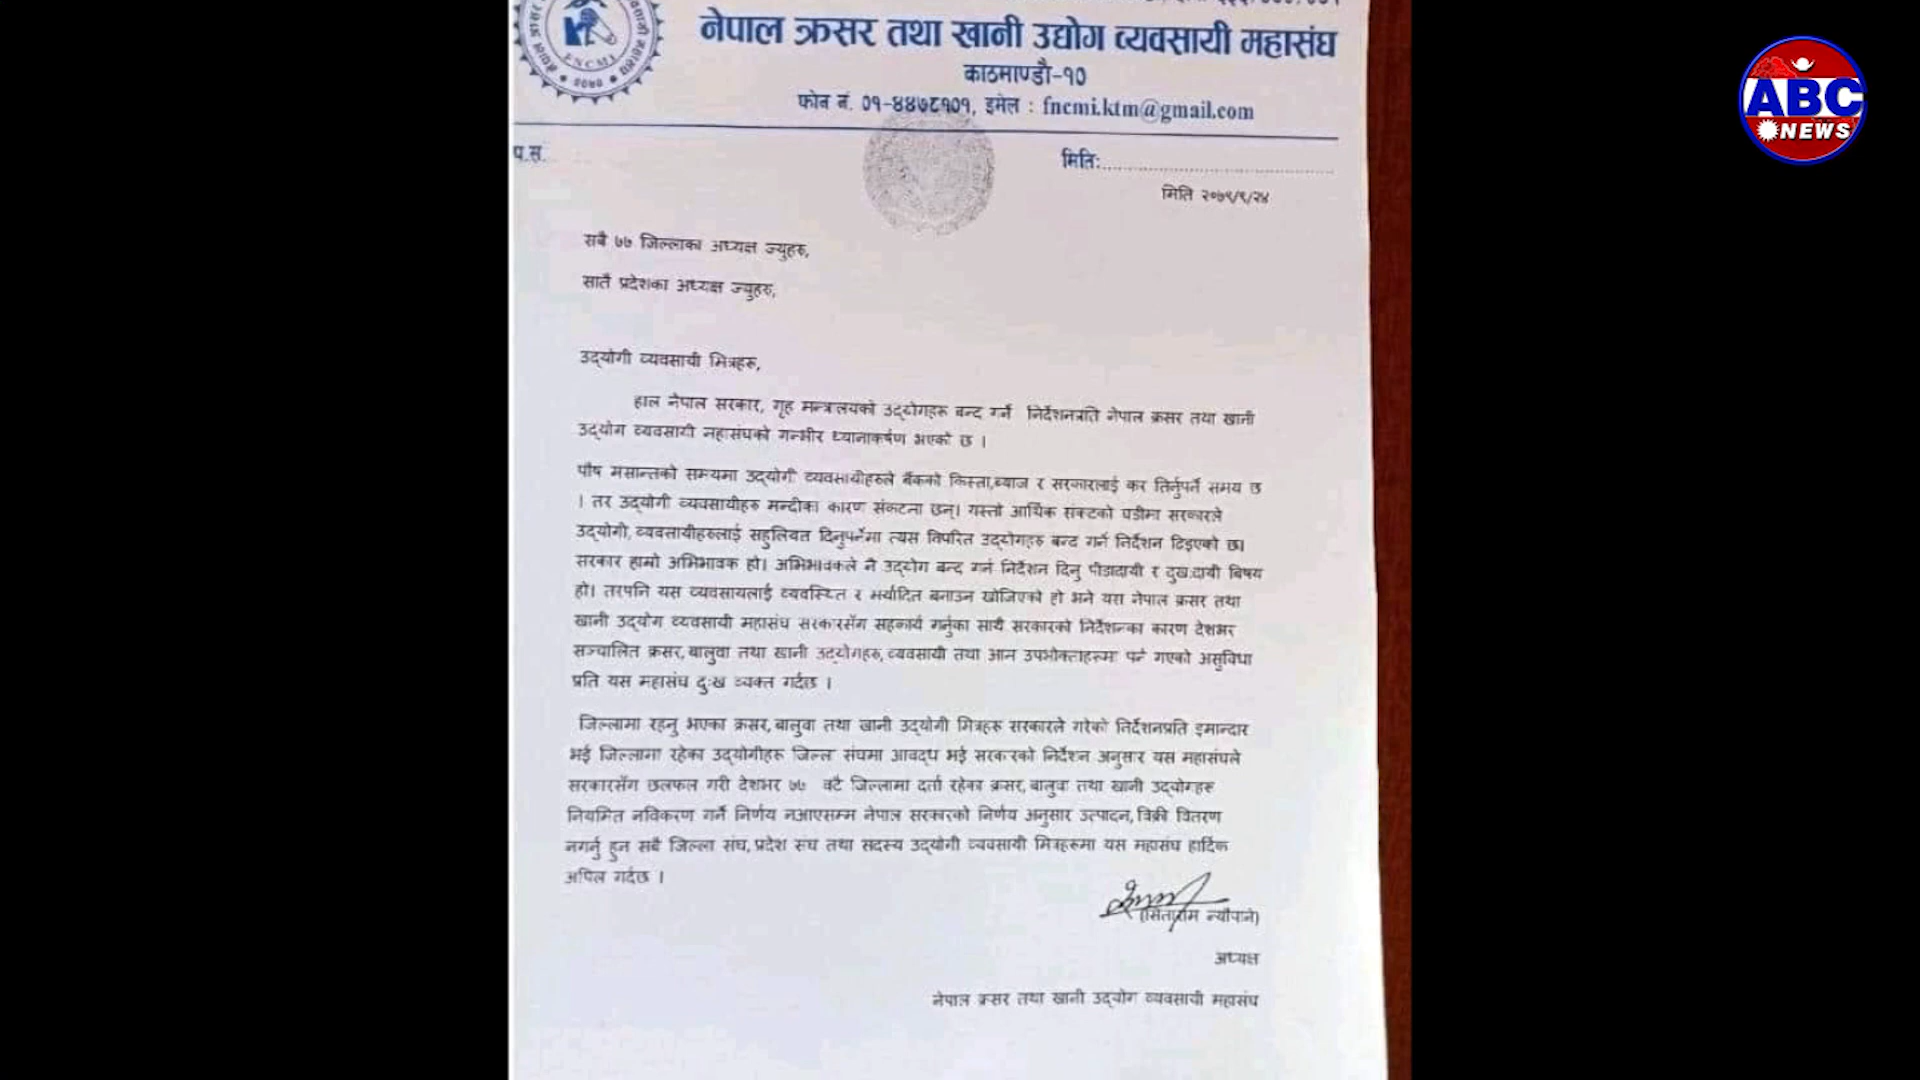 नेपाल क्रसर तथा खानी उद्योग व्यवसायी महासंघ
काठमाण्डौ-१०
फोन नं. ०१-४४७८१०१, इमेल : fncmi.ktm@gmail.com
प.स.
मितिः
मिति २०७९/९/२४
सबै ७७ जिल्लाका अध्यक्ष ज्युहरु,
सातै प्रदेशका अध्यक्ष ज्युहरु,
उद्योगी व्यवसायी मित्रहरू,
हाल नेपाल सरकार, गृह मन्त्रालयको उद्योगहरू बन्द गर्ने निर्देशनप्रति नेपाल क्रसर तथा खानी
उद्योग व्यवसायी महासंघको गम्भीर ध्यानाकर्षण भएको छ ।
पौष मसान्तको समयमा उद्योगी व्यवसायीहरुले बैंकको किस्ता,ब्याज र सरकारलाई कर तिर्नुपर्ने समय छ
। तर उद्योगी व्यवसायीहरु मन्दीका कारण संकटमा छन्। यस्तो आर्थिक संकटको घडीमा सरकारले
उद्योगी,व्यवसायीहरुलाई सहुलियत दिनुपर्नेमा त्यस विपरित उद्योगहरु बन्द गर्न निर्देशन दिइएको छ।
सरकार हाम्रो अभिभावक हो। अभिभावकले नै उद्योग बन्द गर्न निर्देशन दिनु पीडादायी र दुख:दायी बिषय
हो। तरपनि यस व्यवसायलाई व्यवस्थित र मर्यादित बनाउन खोजिएको हो भने यस नेपाल क्रसर तथा
खानी उद्योग व्यवसायी महासंघ सरकारसँग सहकार्य गर्नुका साथै सरकारको निर्देशनका कारण देशभर
सञ्चालित क्रसर,बालुवा तथा खानी उद्योगहरु,व्यवसायी तथा आम उपभोक्ताहरूमा पर्न गएको असुविधा
प्रति यस महासंघ दुःख व्यक्त गर्दछ ।
जिल्लामा रहनु भएका क्रसर,बालुवा तथा खानी उद्योगी मित्रहरू सरकारले गरेको निर्देशनप्रति इमान्दार
भई जिल्लामा रहेका उद्योगीहरू जिल्ला संघमा आवद्ध भई सरकारको निर्देशन अनुसार यस महासंघले
सरकारसँग छलफल गरी देशभर ७७ वटै जिल्लामा दर्ता रहेका क्रसर,बालुवा तथा खानी उद्योगहरू
नियमित नविकरण गर्ने निर्णय नआएसम्म नेपाल सरकारको निर्णय अनुसार उत्पादन,विक्री वितरण
नगर्नु हुन सबै जिल्ला संघ,प्रदेश संघ तथा सदस्य उद्योगी व्यवसायी मित्रहरूमा यस महासंघ हार्दिक
अपिल गर्दछ ।
(सिताराम न्यौपाने)
अध्यक्ष
नेपाल क्रसर तथा खानी उद्योग व्यवसायी महासंघ
FNCMI
ABC
NEWS